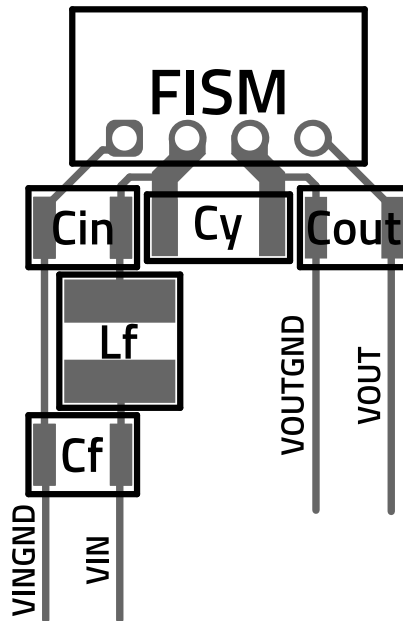 FISM
Cin
Cy
Cout
Lf
Cf
VOUTGND
VOUT
VINGND
VIN